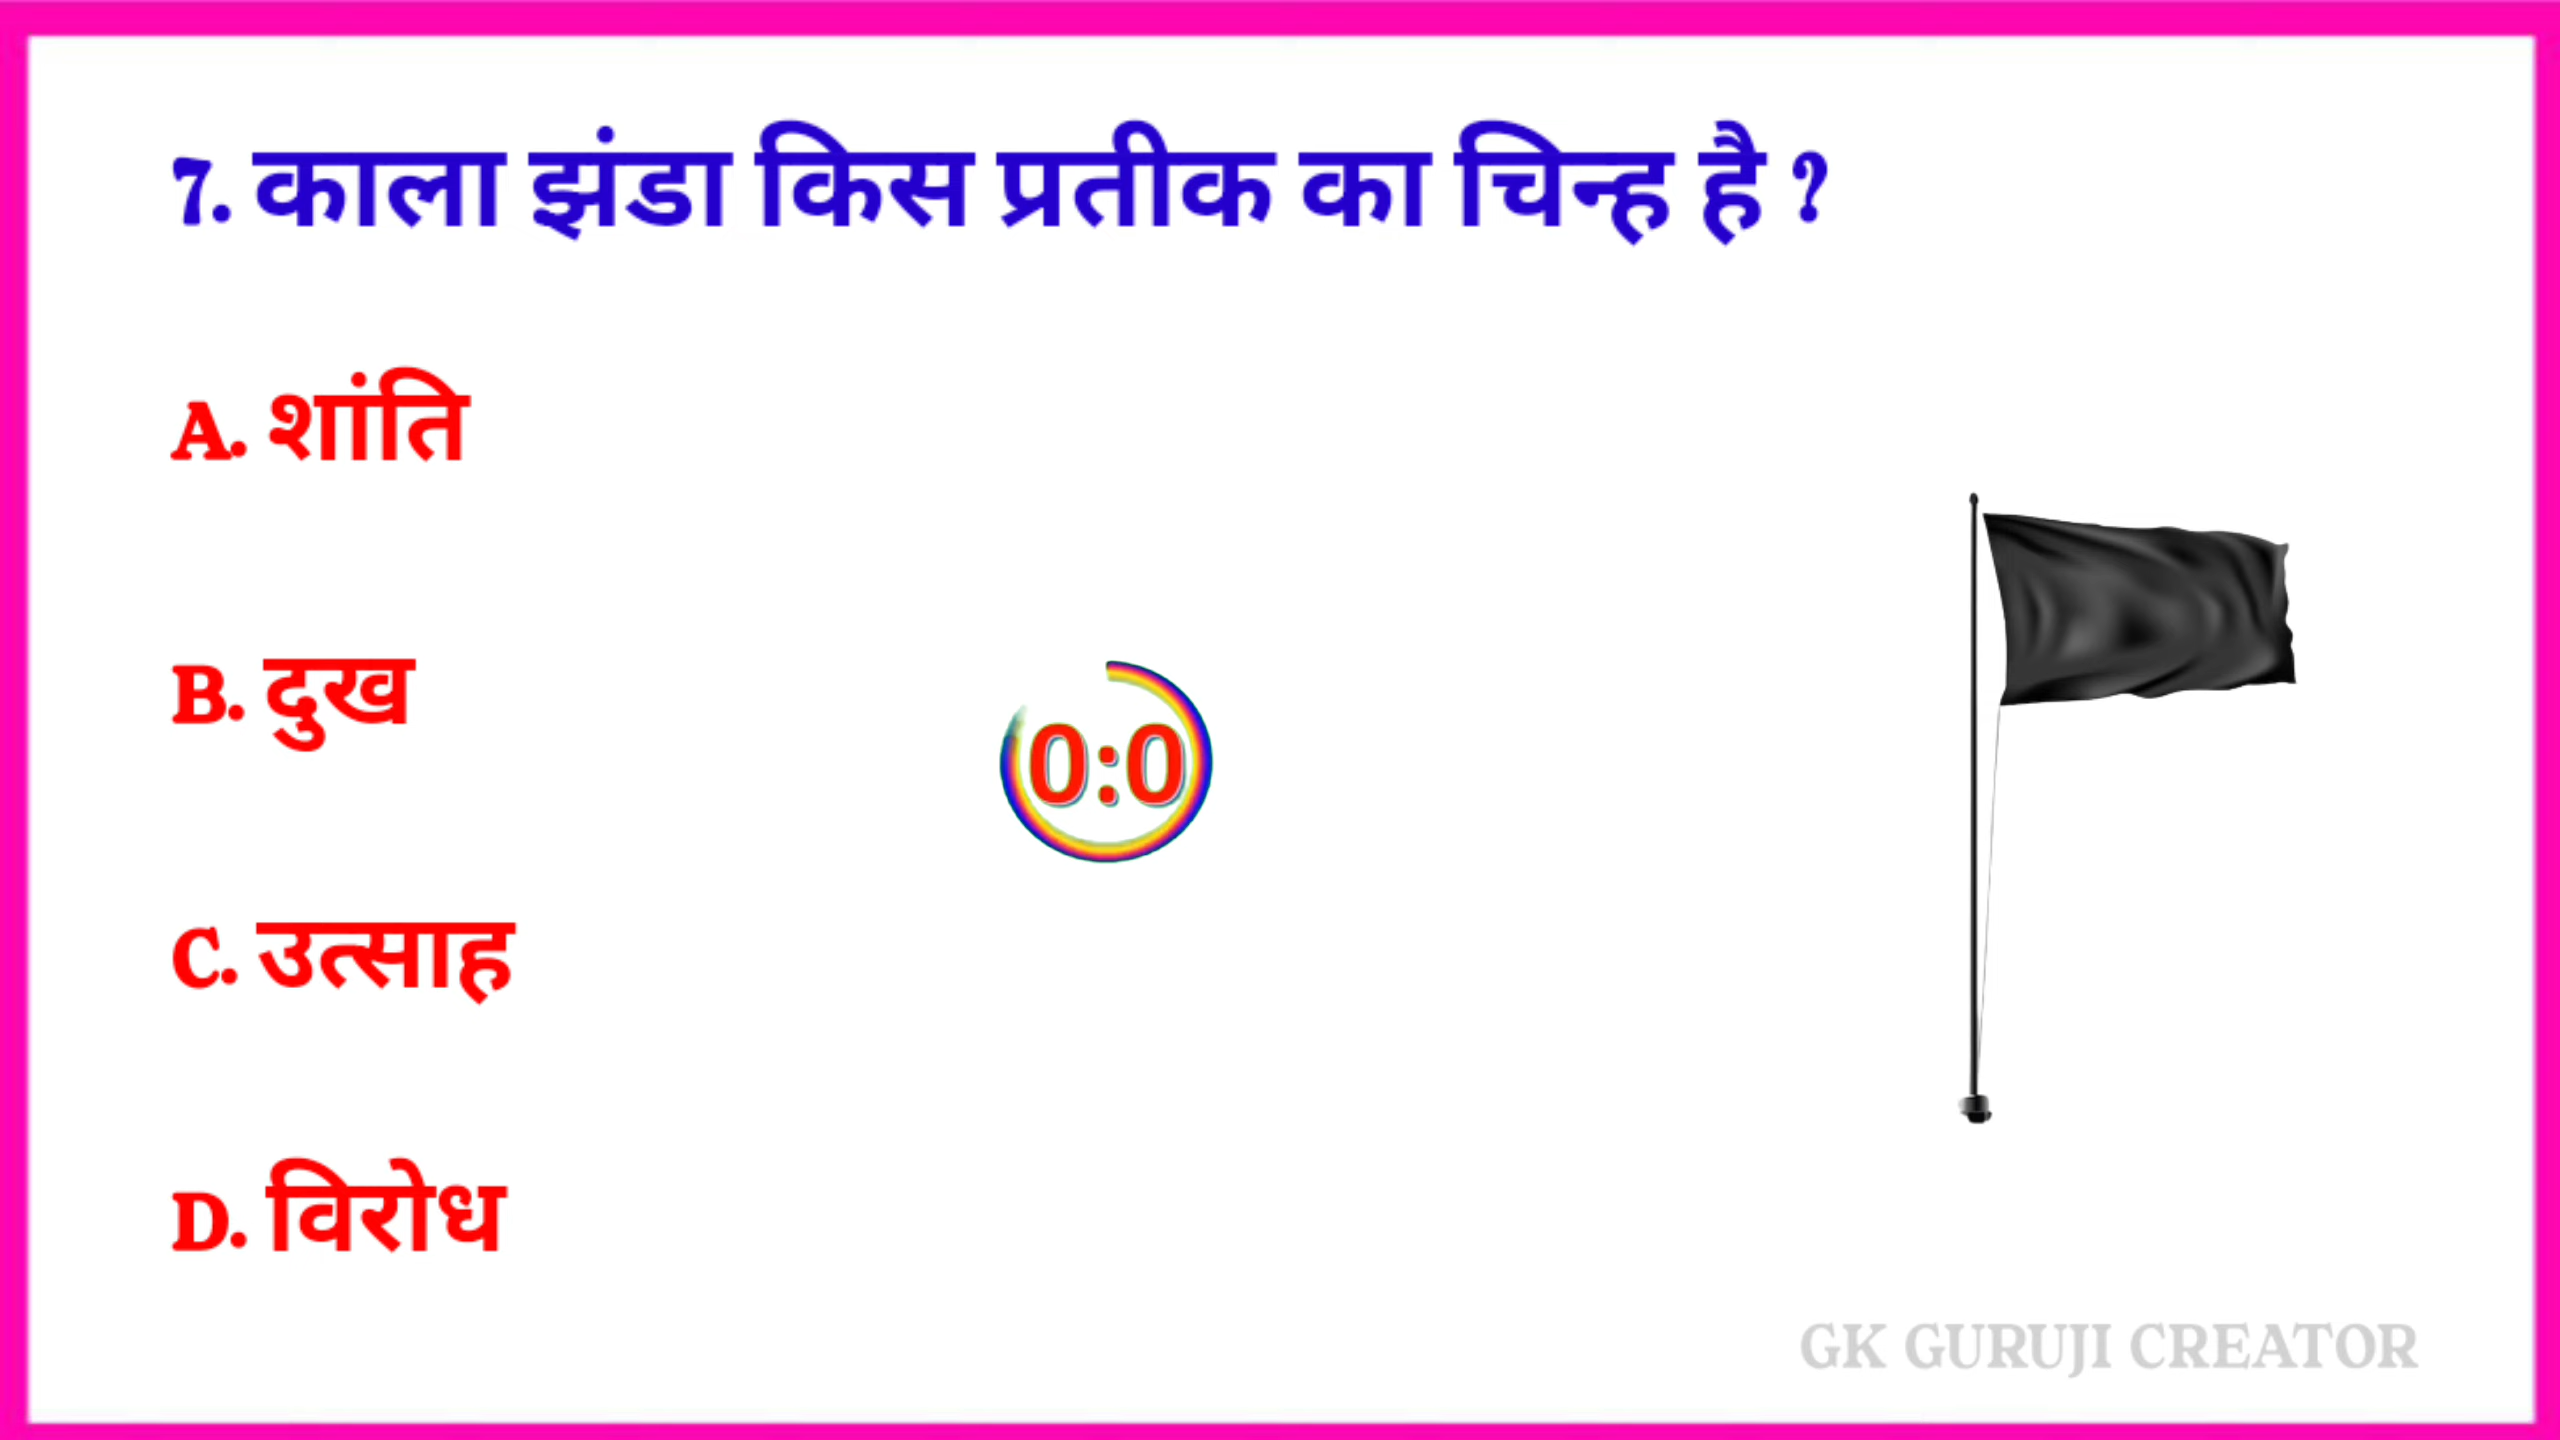 7. काला झंडा किस प्रतीक का चिन्ह है ?
A. शांति
B. दुख
0:0
C. उत्साह
D. विरोध
GK GURUJI CREATOR